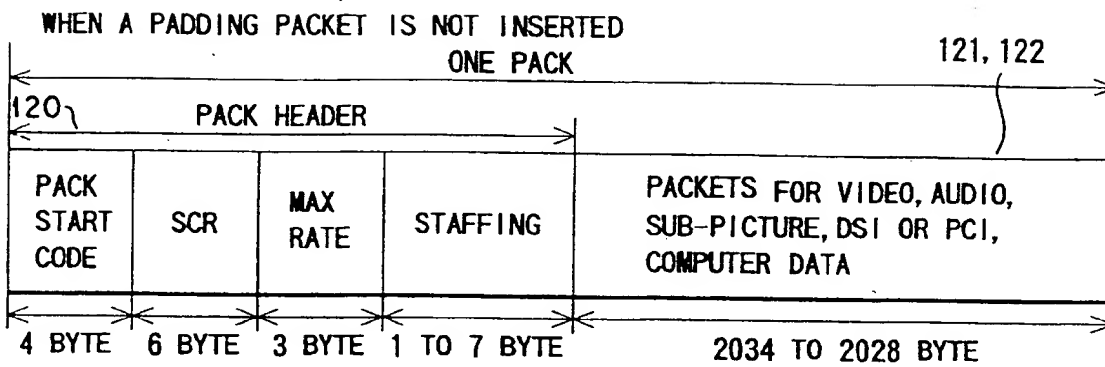 WHEN A PADDING PACKET IS NOT INSERTED
ONE PACK
121, 122
120
PACK HEADER
PACK
START
CODE
SCR
MAX
RATE
STAFFING
PACKETS FOR VIDEO, AUDIO,
SUB-PICTURE, DSI OR PCI,
COMPUTER DATA
4 BYTE
6 BYTE
3 BYTE
1 TO 7 BYTE
2034 TO 2028 BYTE